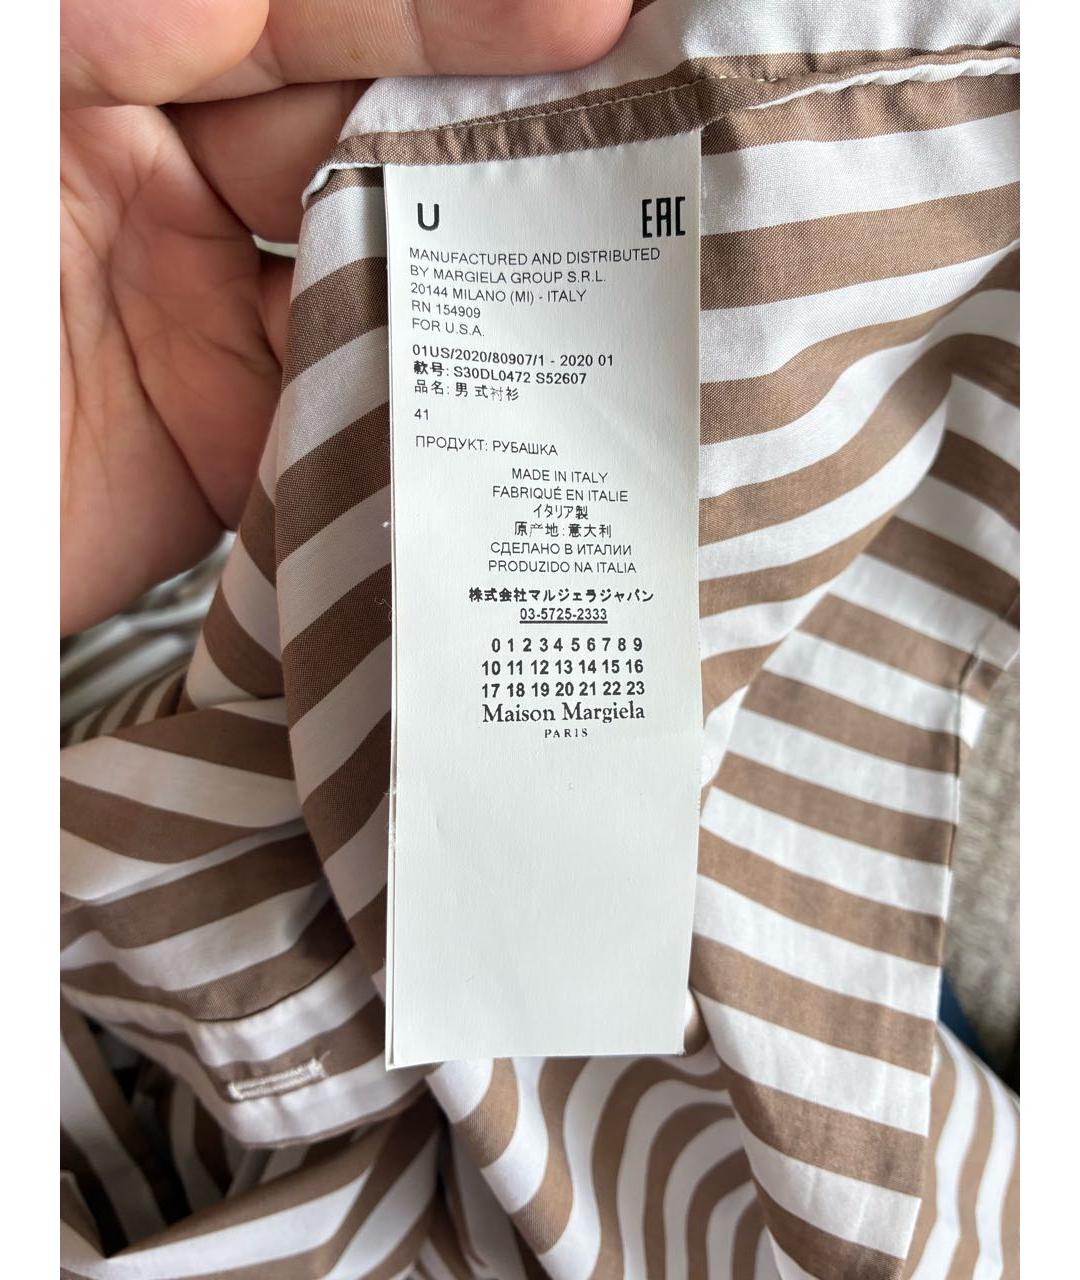 U
EAC
MANUFACTURED AND DISTRIBUTED
BY MARGIELA GROUP S.R.L.
20144 MILANO (MI) - ITALY
RN 154909
FOR U.S.A.
01US/2020/80907/1 - 2020 01
款号: S30DL0472 S52607
品名: 男 式衬衫
41
ПРОДУКТ: РУБАШКА
MADE IN ITALY
FABRIQUÉ EN ITALIE
イタリア製
原产地:意大利
СДЕЛАНО В ИТАЛИИ
PRODUZIDO NA ITALIA
株式会社マルジェラジャパン
03-5725-2333
0 1 2 3 4 5 6 7 8 9
10 11 12 13 14 15 16
17 18 19 20 21 22 23
Maison Margiela
PARIS